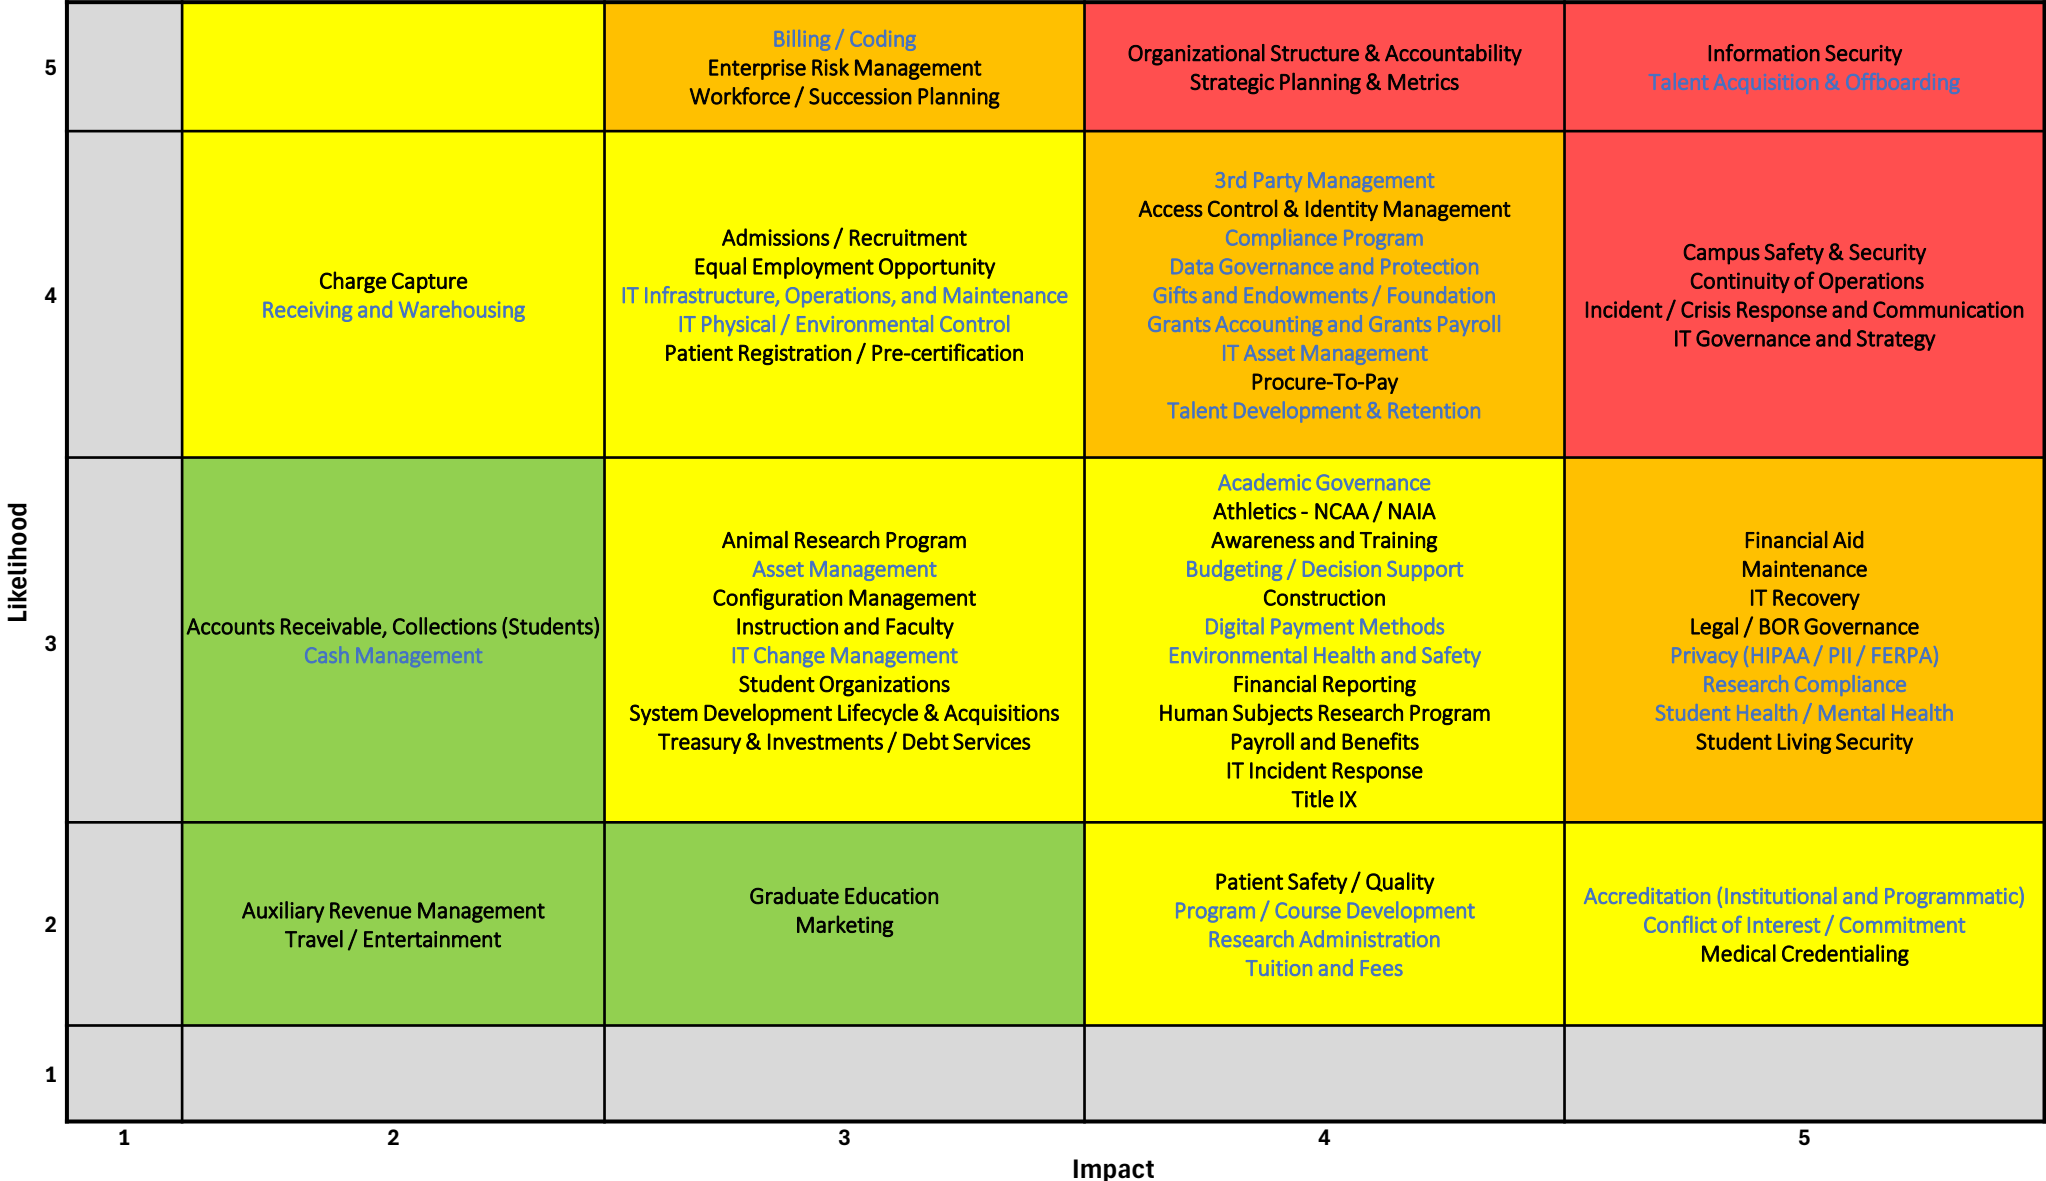 5
Billing / Coding
Enterprise Risk Management
Workforce / Succession Planning
Organizational Structure & Accountability
Strategic Planning & Metrics
Information Security
Talent Acquisition & Offboarding
4
Charge Capture
Receiving and Warehousing
Admissions / Recruitment
Equal Employment Opportunity
IT Infrastructure, Operations, and Maintenance
IT Physical / Environmental Control
Patient Registration / Pre-certification
3rd Party Management
Access Control & Identity Management
Compliance Program
Data Governance and Protection
Gifts and Endowments / Foundation
Grants Accounting and Grants Payroll
IT Asset Management
Procure-To-Pay
Talent Development & Retention
Campus Safety & Security
Continuity of Operations
Incident / Crisis Response and Communication
IT Governance and Strategy
Likelihood
3
Accounts Receivable, Collections (Students)
Cash Management
Animal Research Program
Asset Management
Configuration Management
Instruction and Faculty
IT Change Management
Student Organizations
System Development Lifecycle & Acquisitions
Treasury & Investments / Debt Services
Academic Governance
Athletics - NCAA / NAIA
Awareness and Training
Budgeting / Decision Support
Construction
Digital Payment Methods
Environmental Health and Safety
Financial Reporting
Human Subjects Research Program
Payroll and Benefits
IT Incident Response
Title IX
Financial Aid
Maintenance
IT Recovery
Legal / BOR Governance
Privacy (HIPAA / PII / FERPA)
Research Compliance
Student Health / Mental Health
Student Living Security
2
Auxiliary Revenue Management
Travel / Entertainment
Graduate Education
Marketing
Patient Safety / Quality
Program / Course Development
Research Administration
Tuition and Fees
Accreditation (Institutional and Programmatic)
Conflict of Interest / Commitment
Medical Credentialing
1
1
2
3
4
5
Impact